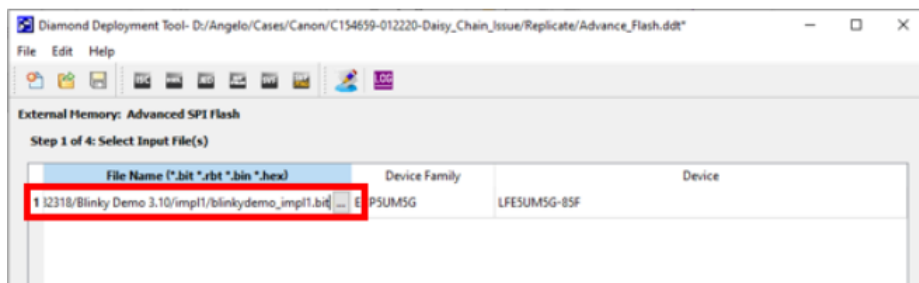 Diamond Deployment Tool- D:/Angelo/Cases/Canon/C154659-012220-Daisy_Chain_Issue/Replicate/Advance_Flash.ddt*
File Edit Help
LOG
External Memory: Advanced SPI Flash
Step 1 of 4: Select Input File(s)
File Name (*.bit *.rbt *.bin *.hex) Device Family Device
1 32318/Blinky Demo 3.10/impl1/blinkydemo_impl1.bit ... P5UM5G LFE5UM5G-85F